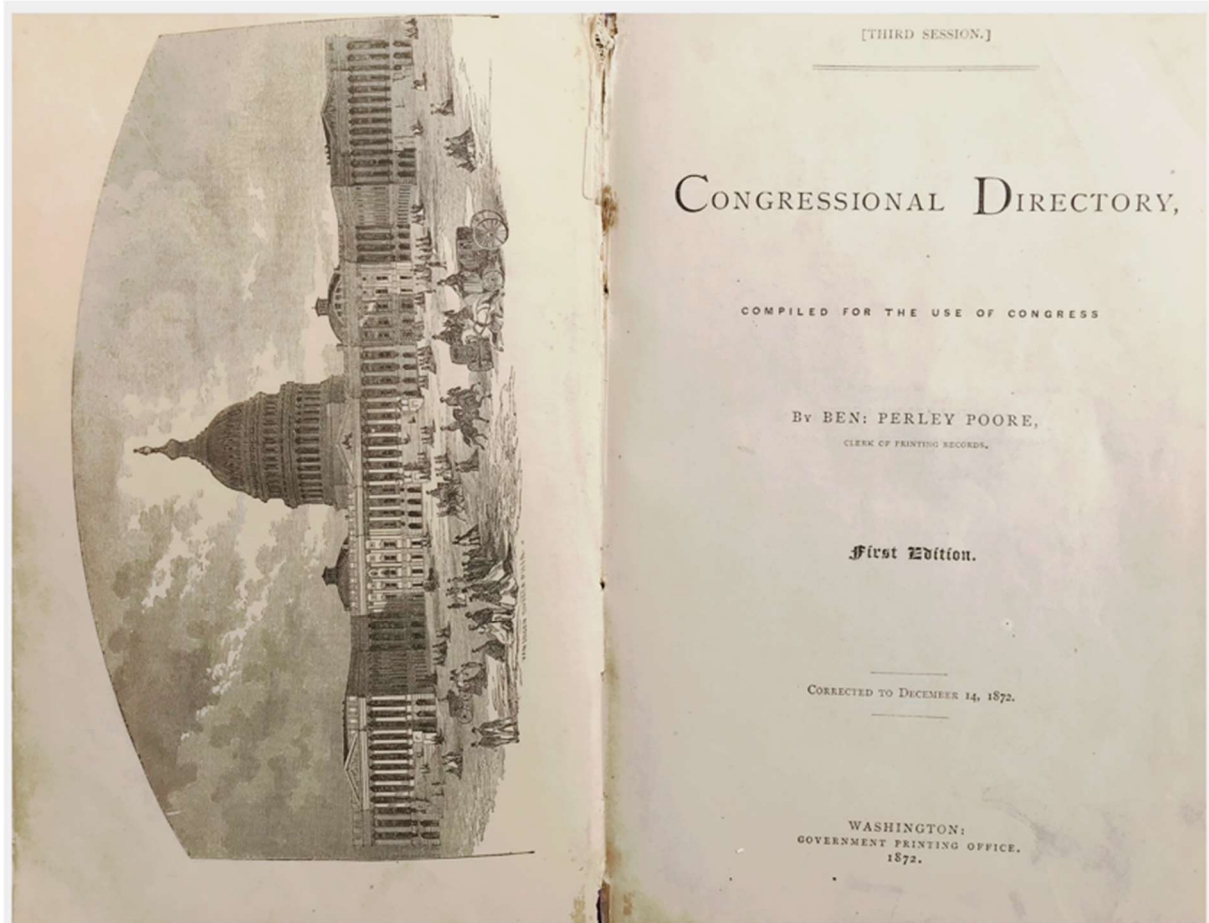 [THIRD SESSION.]
CONGRESSIONAL DIRECTORY,
COMPILED FOR THE USE OF CONGRESS
BY BEN: PERLEY POORE,
CLERK OF PRINTING RECORDS.
First Edition.
CORRECTED TO DECEMBER 14, 1872.
WASHINGTON:
GOVERNMENT PRINTING OFFICE.
1872.